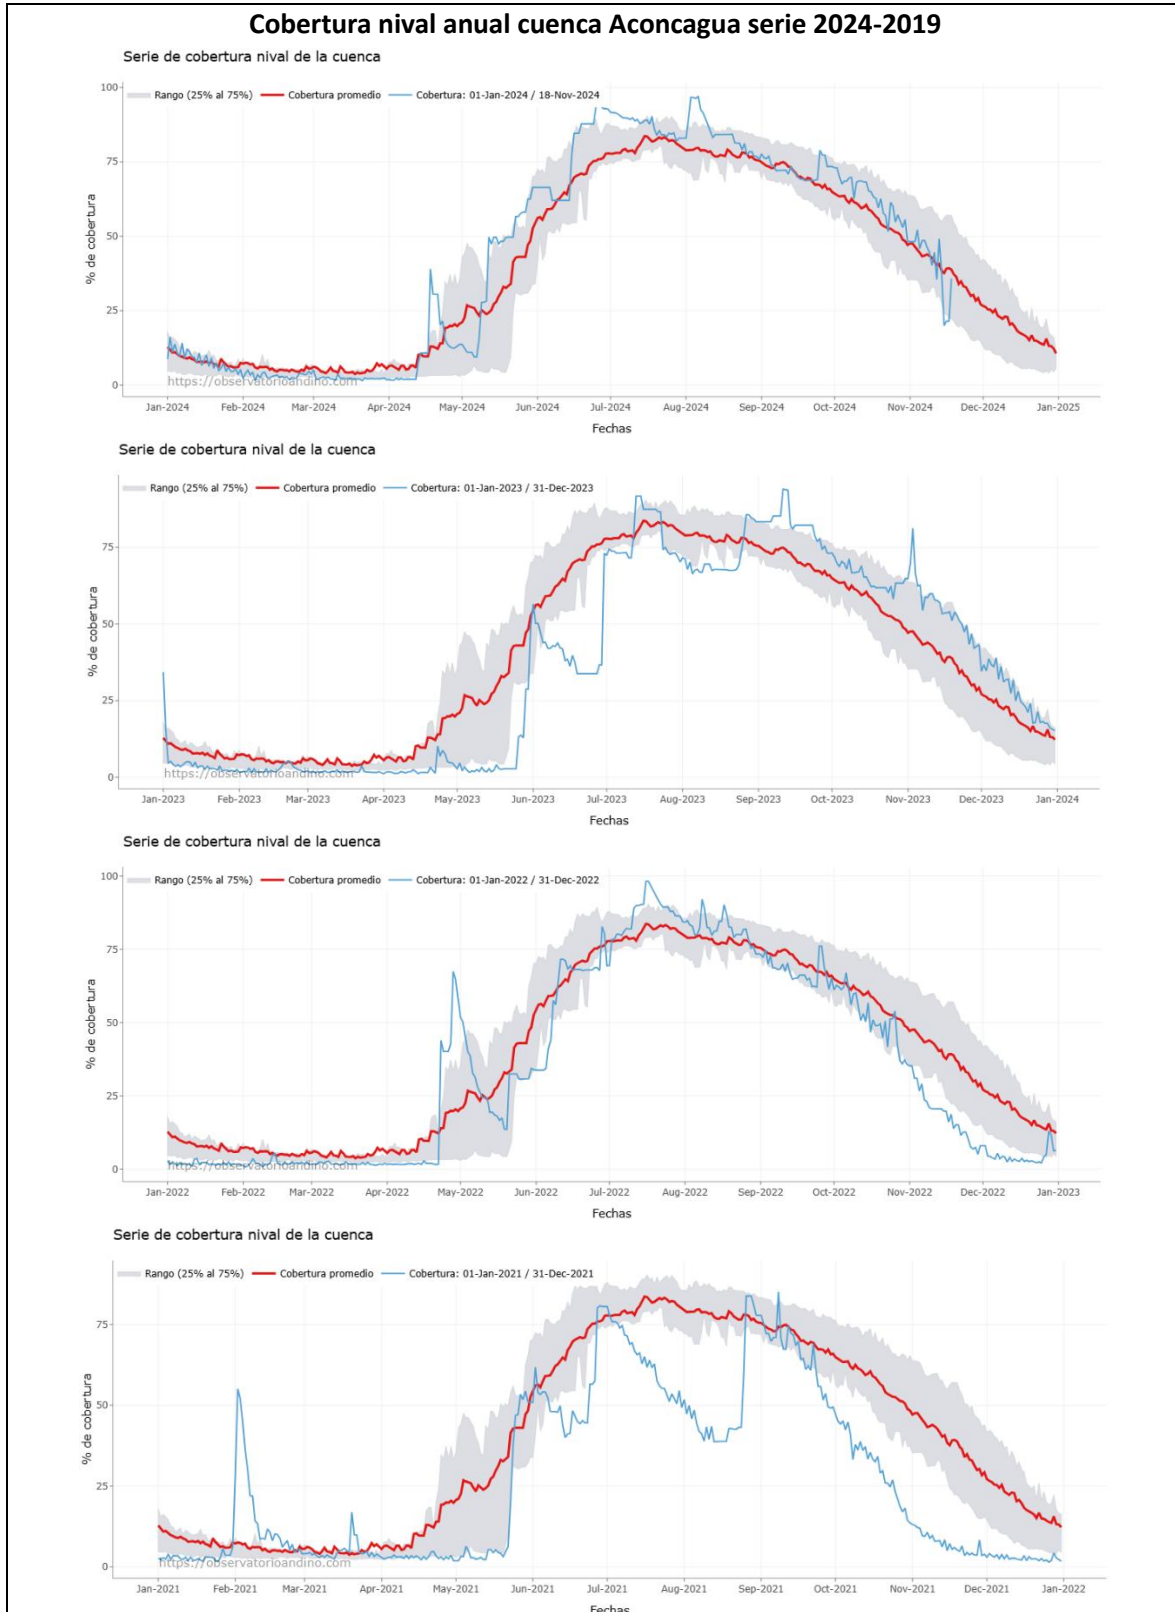 Cobertura nival anual cuenca Aconcagua serie 2024-2019
Serie de cobertura nival de la cuenca
Rango (25% al 75%) Cobertura promedio Cobertura: 01-Jan-2024 / 18-Nov-2024
100
75
50
25
0
% de cobertura
https://observatorioandino.com
Jan-2024 Feb-2024 Mar-2024 Apr-2024 May-2024 Jun-2024 Jul-2024 Aug-2024 Sep-2024 Oct-2024 Nov-2024 Dec-2024 Jan-2025
Fechas
Serie de cobertura nival de la cuenca
Rango (25% al 75%) Cobertura promedio Cobertura: 01-Jan-2023 / 31-Dec-2023
75
50
25
0
% de cobertura
https://observatorioandino.com
Jan-2023 Feb-2023 Mar-2023 Apr-2023 May-2023 Jun-2023 Jul-2023 Aug-2023 Sep-2023 Oct-2023 Nov-2023 Dec-2023 Jan-2024
Fechas
Serie de cobertura nival de la cuenca
Rango (25% al 75%) Cobertura promedio Cobertura: 01-Jan-2022 / 31-Dec-2022
100
75
50
25
0
% de cobertura
https://observatorioandino.com
Jan-2022 Feb-2022 Mar-2022 Apr-2022 May-2022 Jun-2022 Jul-2022 Aug-2022 Sep-2022 Oct-2022 Nov-2022 Dec-2022 Jan-2023
Fechas
Serie de cobertura nival de la cuenca
Rango (25% al 75%) Cobertura promedio Cobertura: 01-Jan-2021 / 31-Dec-2021
75
50
25
0
% de cobertura
https://observatorioandino.com
Jan-2021 Feb-2021 Mar-2021 Apr-2021 May-2021 Jun-2021 Jul-2021 Aug-2021 Sep-2021 Oct-2021 Nov-2021 Dec-2021 Jan-2022
Fechas